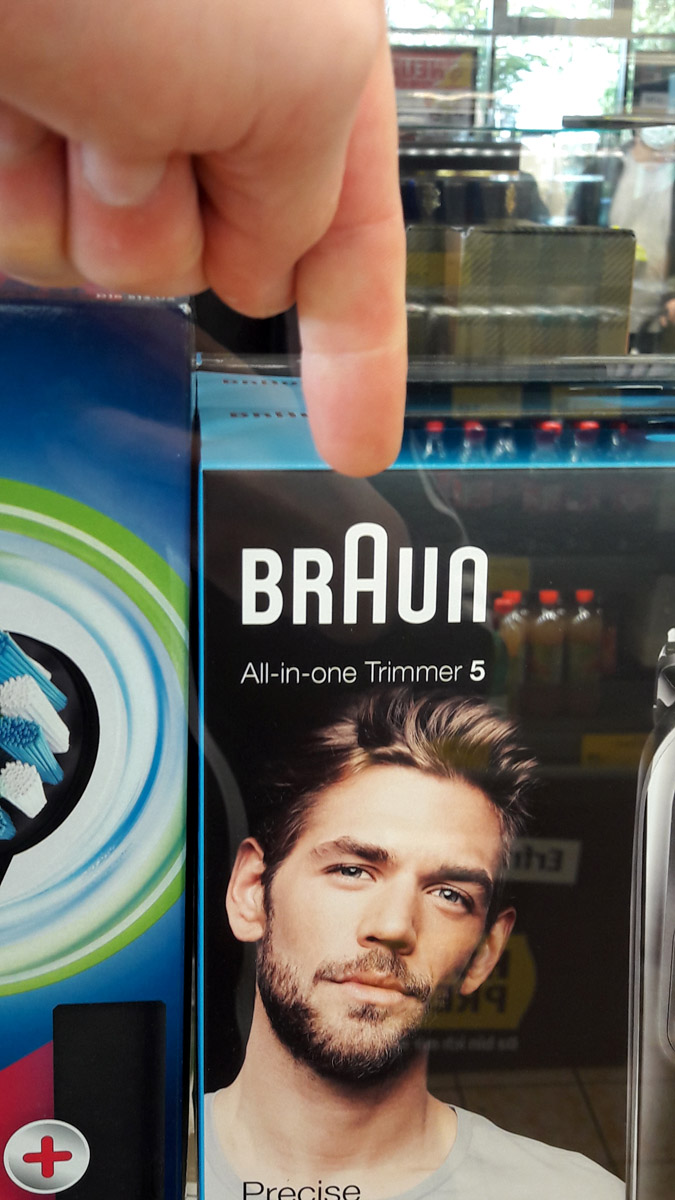 BRAUN
All-in-one Trimmer 5
Precise